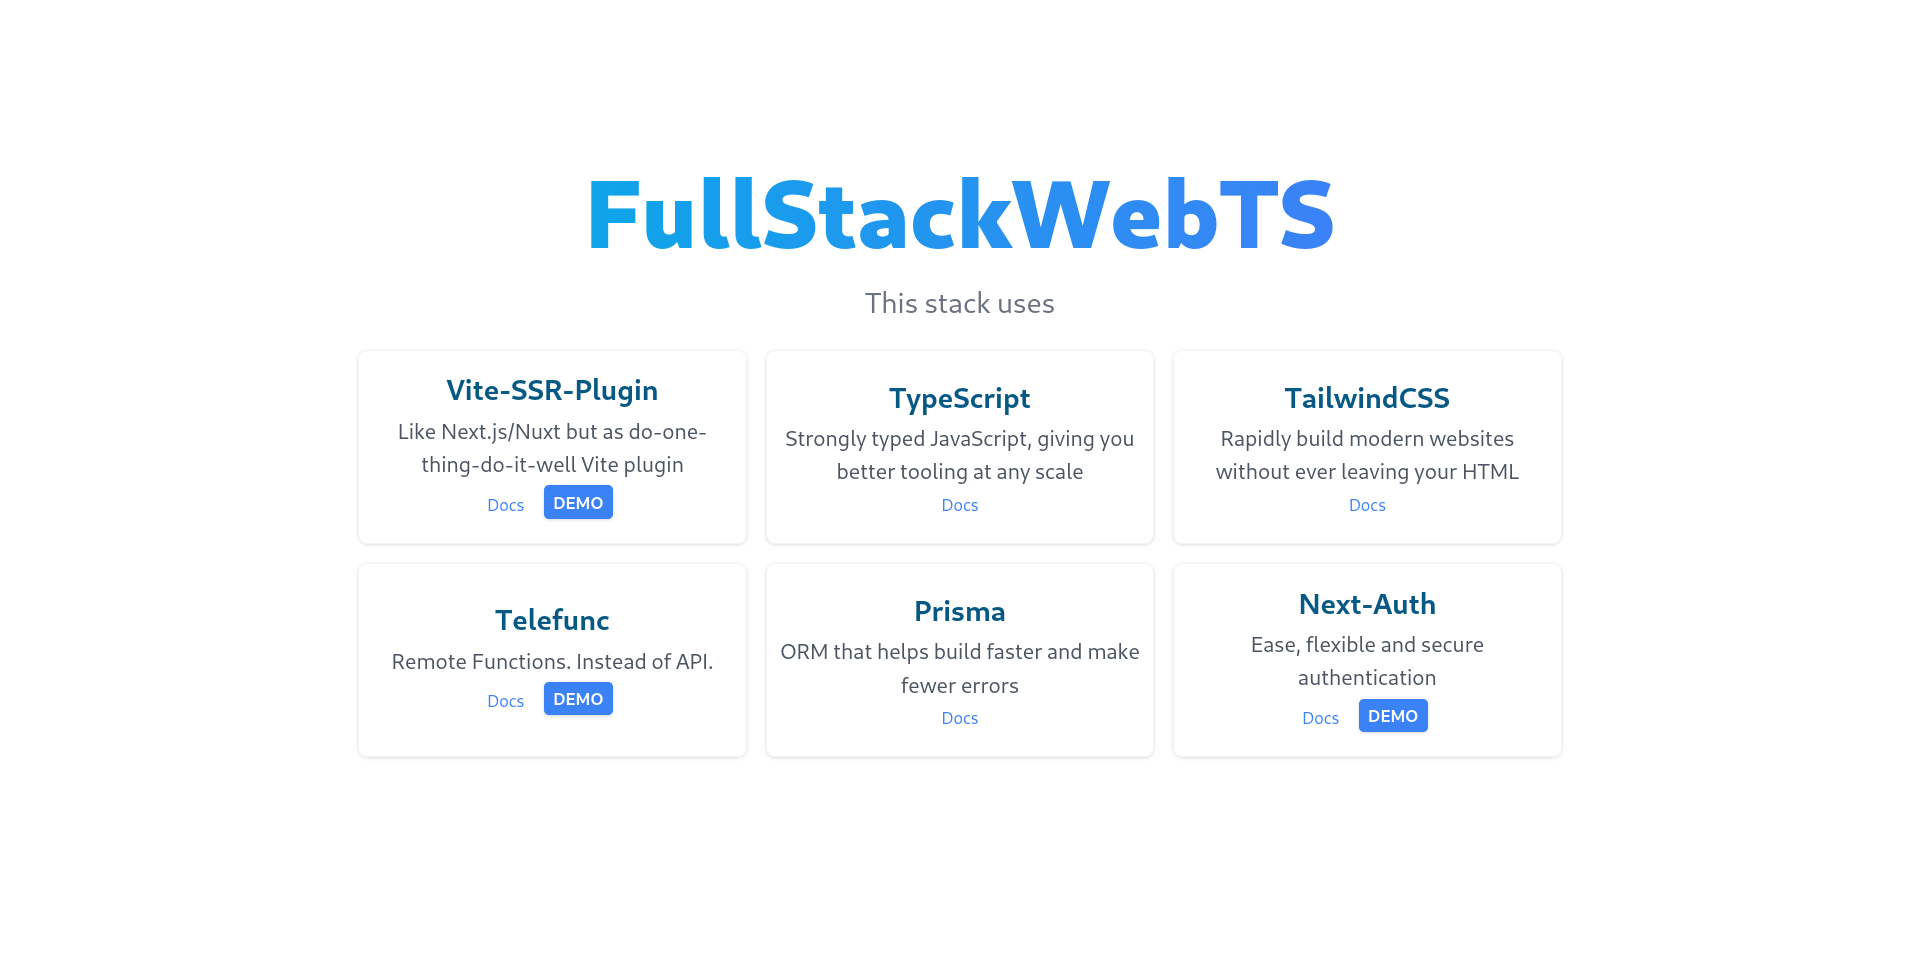 FullStackWebTS
This stack uses
Vite-SSR-Plugin
Like Next.js/Nuxt but as do-one-
thing-do-it-well Vite plugin
Docs DEMO
TypeScript
Strongly typed JavaScript, giving you
better tooling at any scale
Docs
TailwindCSS
Rapidly build modern websites
without ever leaving your HTML
Docs
Telefunc
Remote Functions. Instead of API.
Docs DEMO
Prisma
ORM that helps build faster and make
fewer errors
Docs
Next-Auth
Ease, flexible and secure
authentication
Docs DEMO